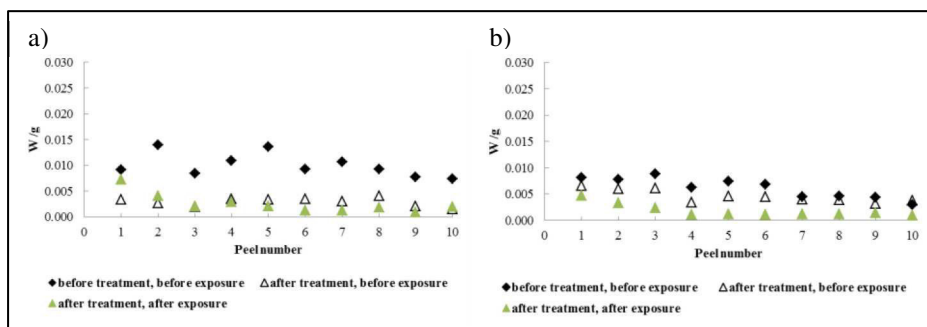 a)
0.030
0.025
0.020
0.015
0.010
0.005
0.000
W/g
0 1 2 3 4 5 6 7 8 9 10
Peel number
◆before treatment, before exposure △after treatment, before exposure
▲after treatment, after exposure
b)
0.030
0.025
0.020
0.015
0.010
0.005
0.000
W/g
0 1 2 3 4 5 6 7 8 9 10
Peel number
◆before treatment, before exposure △after treatment, before exposure
▲after treatment, after exposure